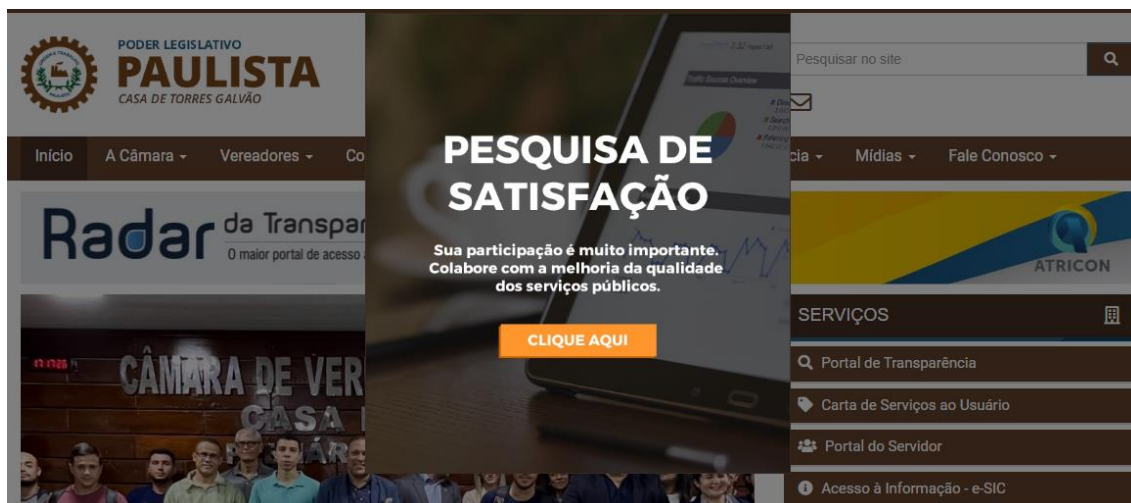 PODER LEGISLATIVO
PAULISTA
CASA DE TORRES GALVÃO
Pesquisar no site
Início
A Câmara
Vereadores
Co
cia
Mídias
Fale Conosco
Radar da Transpar
O maior portal de acesso
ATRICON
PESQUISA DE
SATISFAÇÃO
Sua participação é muito importante.
Colabore com a melhoria da qualidade
dos serviços públicos.
CLIQUE AQUI
Traffic Sources Overview
CÂMARA DE VER
CASA
SERVIÇOS
Portal de Transparência
Carta de Serviços ao Usuário
Portal do Servidor
Acesso à Informação - e-SIC